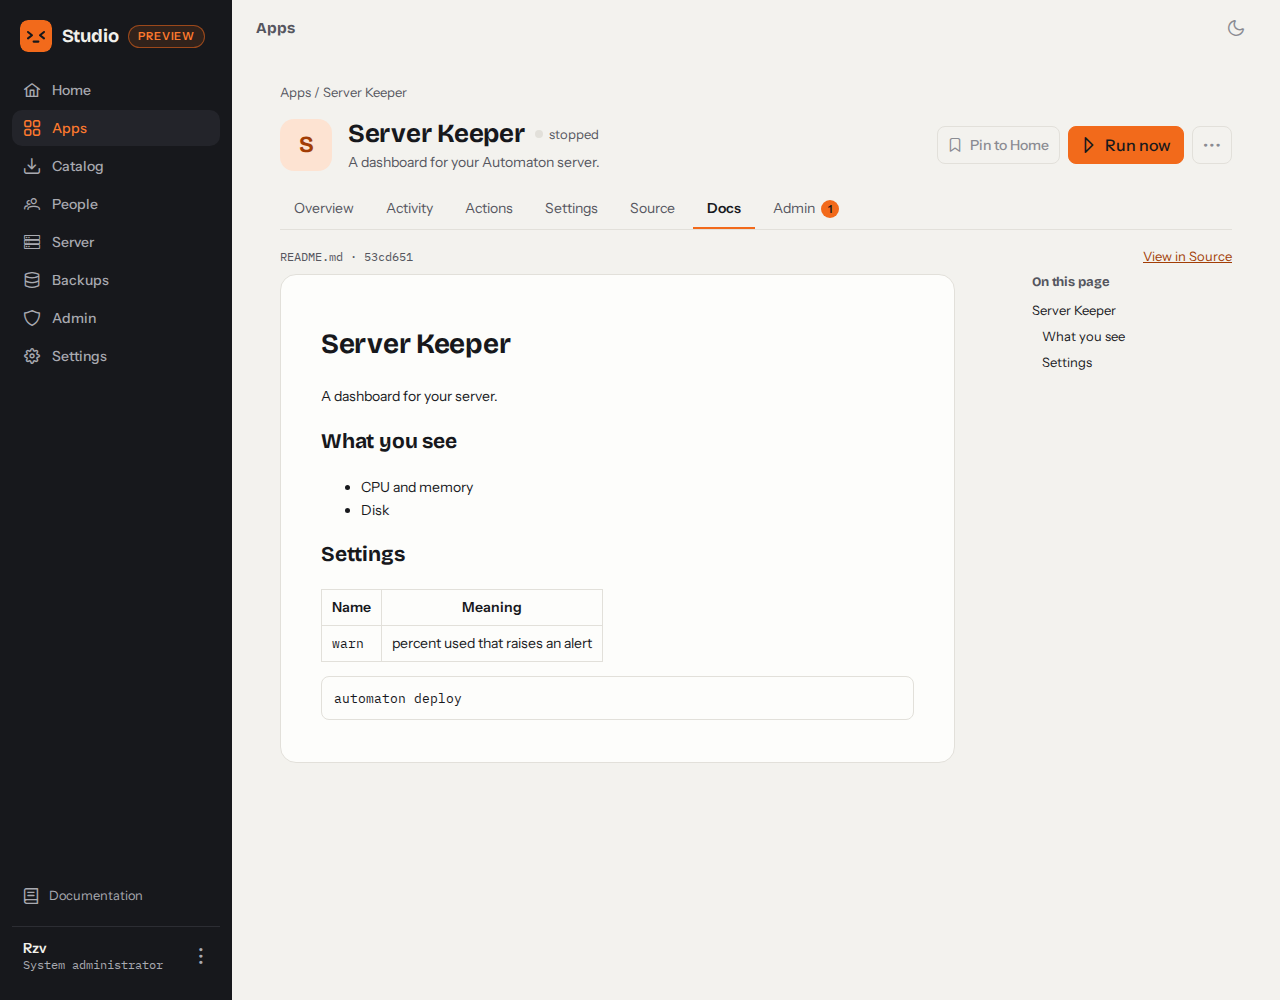 Studio PREVIEW
Home
Apps
Catalog
People
Server
Backups
Admin
Settings
Documentation
Rzv
System administrator
Apps
Apps / Server Keeper
S
Server Keeper stopped
A dashboard for your Automaton server.
Pin to Home
Run now
Overview Activity Actions Settings Source Docs Admin 1
README.md · 53cd651
View in Source
Server Keeper
A dashboard for your server.
What you see
• CPU and memory
• Disk
Settings
Name Meaning
warn percent used that raises an alert
automaton deploy
On this page
Server Keeper
What you see
Settings